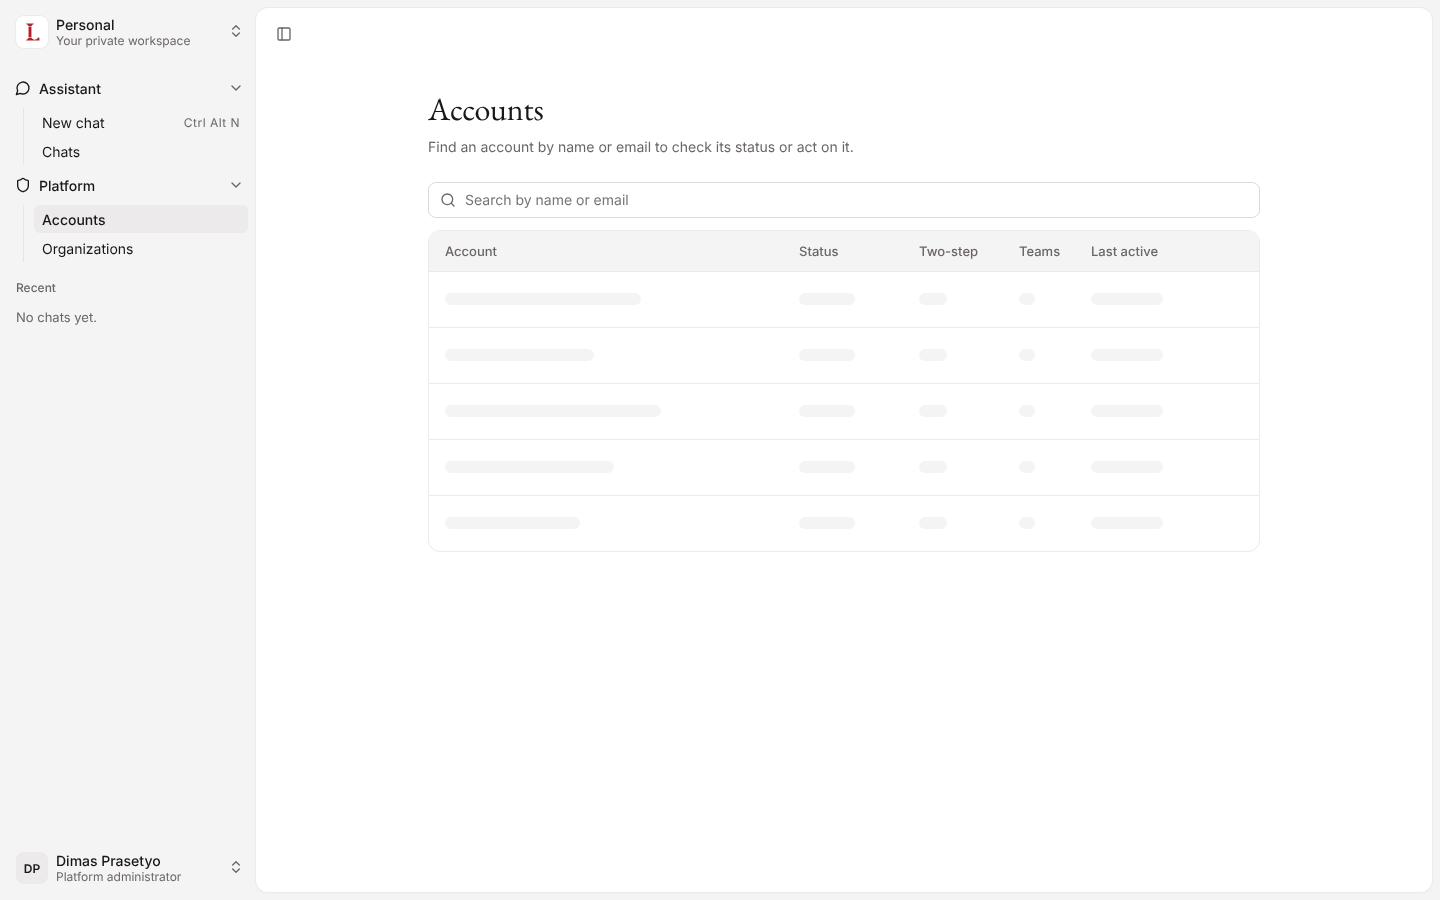 L
Personal
Your private workspace
Assistant
New chat Ctrl Alt N
Chats
Platform
Accounts
Organizations
Recent
No chats yet.
DP
Dimas Prasetyo
Platform administrator
Accounts
Find an account by name or email to check its status or act on it.
Search by name or email
Account Status Two-step Teams Last active